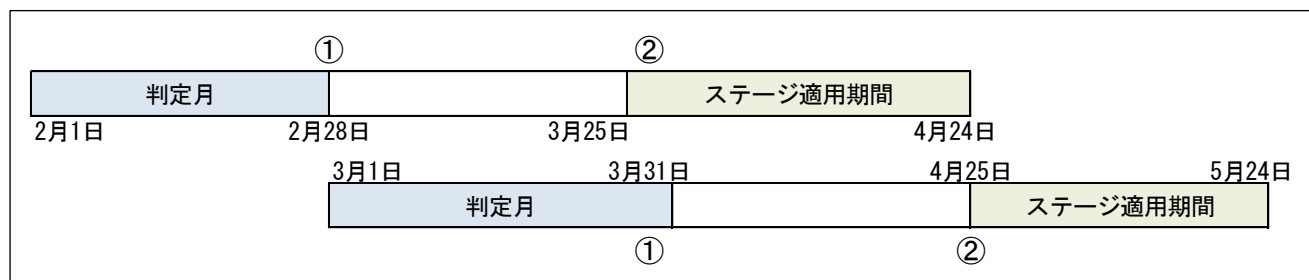 ① ②
判定月 ステージ適用期間
2月1日 2月28日 3月25日 4月24日
3月1日 3月31日 4月25日 5月24日
判定月 ステージ適用期間
① ②